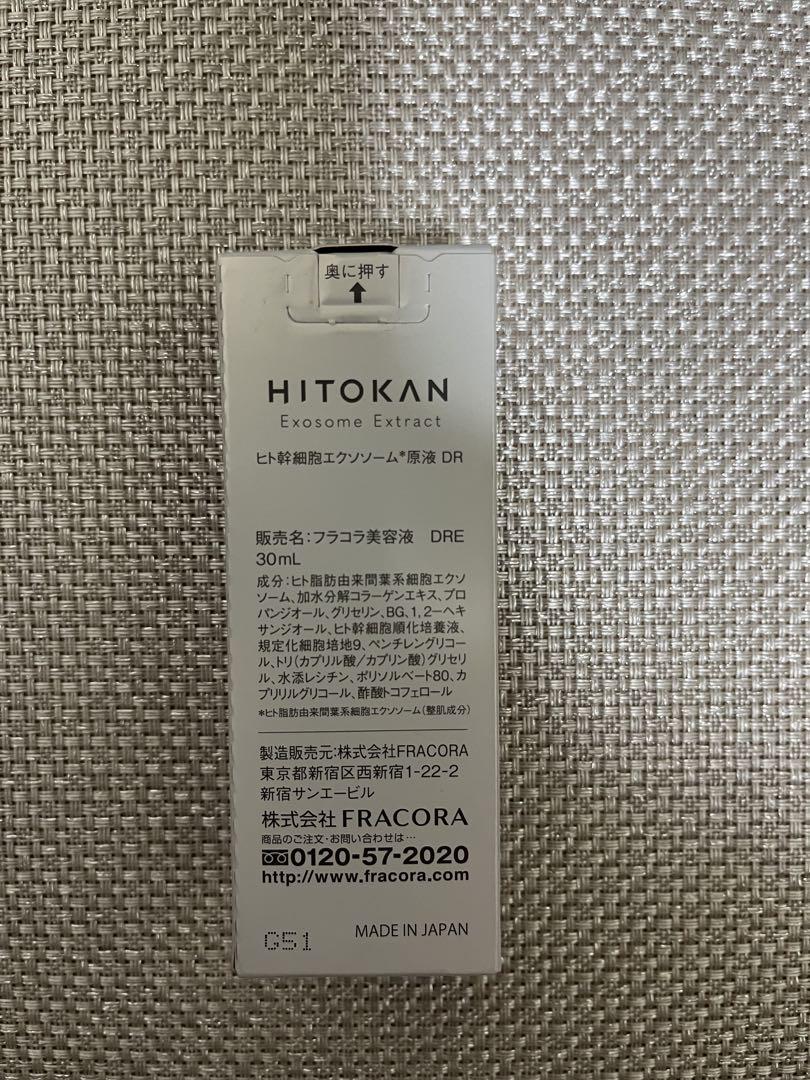 奥に押す
HITOKAN
Exosome Extract
ヒト幹細胞エクソソーム*原液 DR
販売名:フラコラ美容液 DRE
30mL
成分:ヒト脂肪由来間葉系細胞エクソ
ソーム、加水分解コラーゲンエキス、プロ
パンジオール、グリセリン、BG、1,2-ヘキ
サンジオール、ヒト幹細胞順化培養液、
規定化細胞培地9、ペンチレングリコー
ル、トリ(カプリル酸/カプリン酸)グリセリ
ル、水添レシチン、ポリソルベート80、カ
プリリルグリコール、酢酸トコフェロール
*ヒト脂肪由来間葉系細胞エクソソーム(整肌成分)
製造販売元:株式会社FRACORA
東京都新宿区西新宿1-22-2
新宿サンエービル
株式会社 FRACORA
商品のご注文・お問い合わせは…
0120-57-2020
http://www.fracora.com
G51
MADE IN JAPAN